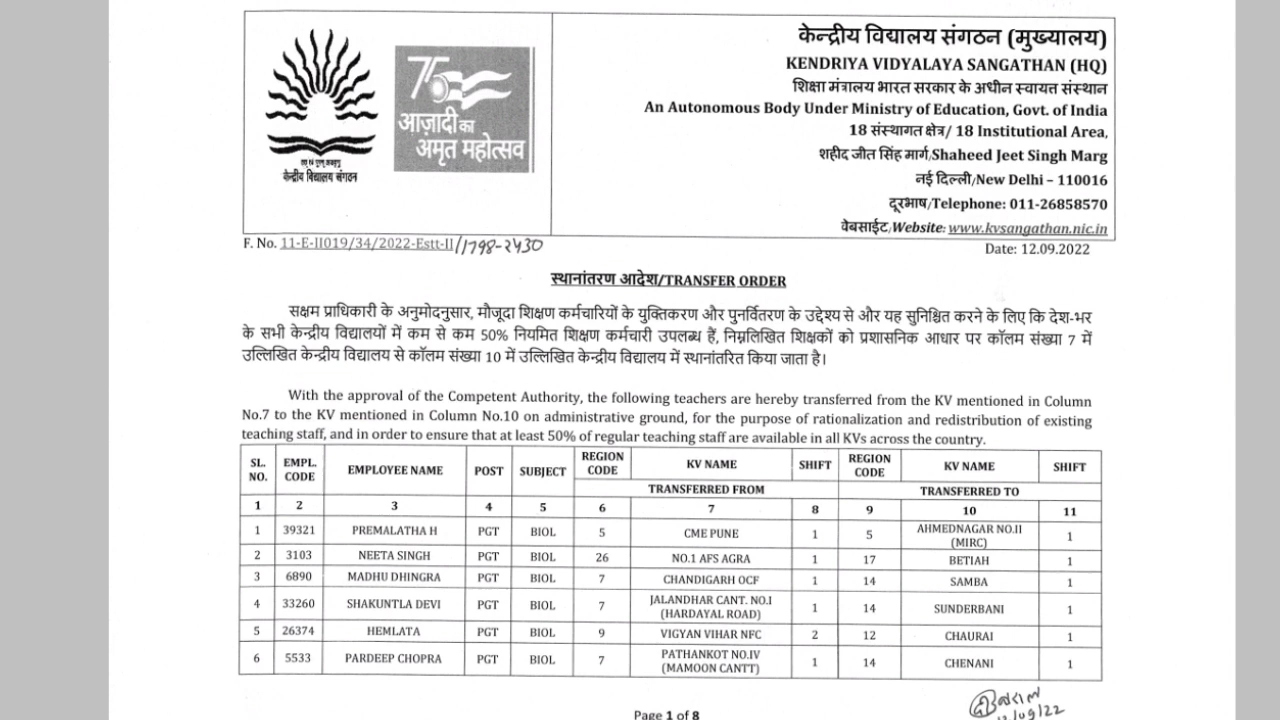 केन्द्रीय विद्यालय संगठन (मुख्यालय)
KENDRIYA VIDYALAYA SANGATHAN (HQ)
शिक्षा मंत्रालय भारत सरकार के अधीन स्वायत्त संस्थान
An Autonomous Body Under Ministry of Education, Govt. of India
18 संस्थागत क्षेत्र/ 18 Institutional Area,
शहीद जीत सिंह मार्ग/Shaheed Jeet Singh Marg
नई दिल्ली/New Delhi – 110016
दूरभाष/Telephone: 011-26858570
वेबसाईट/Website: www.kvsangathan.nic.in
केन्द्रीय विद्यालय संगठन
75
आज़ादी का
अमृत महोत्सव
F. No. 11-E-II019/34/2022-Estt-II/1798-2430
Date: 12.09.2022
स्थानांतरण आदेश/TRANSFER ORDER
सक्षम प्राधिकारी के अनुमोदनुसार, मौजूदा शिक्षण कर्मचारियों के युक्तिकरण और पुनर्वितरण के उद्देश्य से और यह सुनिश्चित करने के लिए कि देश-भर
के सभी केन्द्रीय विद्यालयों में कम से कम 50% नियमित शिक्षण कर्मचारी उपलब्ध हैं, निम्नलिखित शिक्षकों को प्रशासनिक आधार पर कॉलम संख्या 7 में
उल्लिखित केन्द्रीय विद्यालय से कॉलम संख्या 10 में उल्लिखित केन्द्रीय विद्यालय में स्थानांतरित किया जाता है।
With the approval of the Competent Authority, the following teachers are hereby transferred from the KV mentioned in Column
No.7 to the KV mentioned in Column No.10 on administrative ground, for the purpose of rationalization and redistribution of existing
teaching staff, and in order to ensure that at least 50% of regular teaching staff are available in all KVs across the country.
SL. NO. EMPL. CODE EMPLOYEE NAME POST SUBJECT REGION CODE KV NAME SHIFT REGION CODE KV NAME SHIFT
TRANSFERRED FROM TRANSFERRED TO
1 2 3 4 5 6 7 8 9 10 11
1 39321 PREMALATHA H PGT BIOL 5 CME PUNE 1 5 AHMEDNAGAR NO.II (MIRC) 1
2 3103 NEETA SINGH PGT BIOL 26 NO.1 AFS AGRA 1 17 BETIAH 1
3 6890 MADHU DHINGRA PGT BIOL 7 CHANDIGARH OCF 1 14 SAMBA 1
4 33260 SHAKUNTLA DEVI PGT BIOL 7 JALANDHAR CANT. NO.I (HARDAYAL ROAD) 1 14 SUNDERBANI 1
5 26374 HEMLATA PGT BIOL 9 VIGYAN VIHAR NFC 2 12 CHAURAI 1
6 5533 PARDEEP CHOPRA PGT BIOL 7 PATHANKOT NO.IV (MAMOON CANTT) 1 14 CHENANI 1
Page 1 of 8